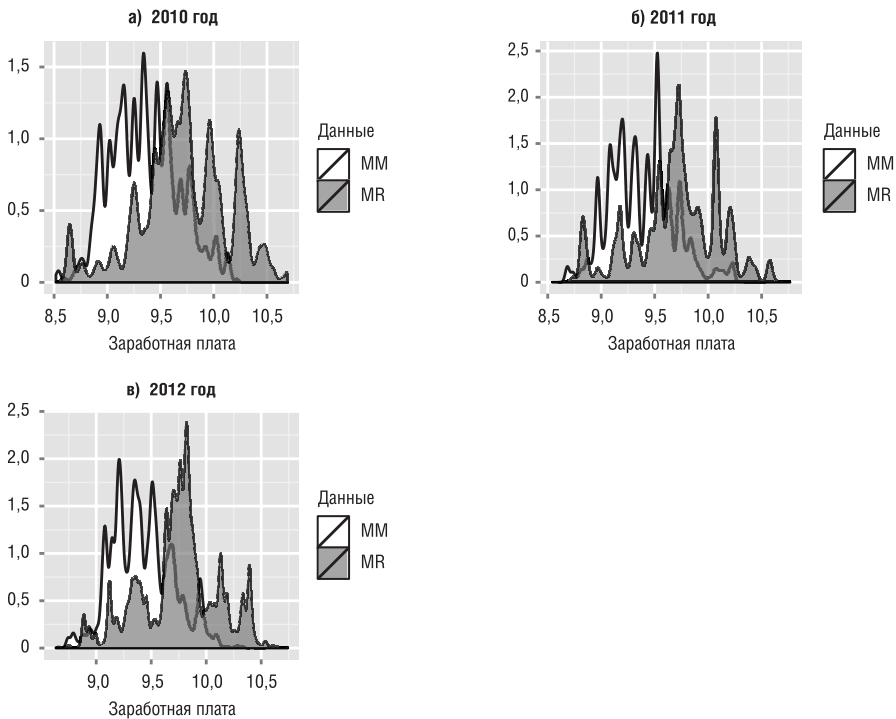 а) 2010 год
1,5
1,0
0,5
0
8,5 9,0 9,5 10,0 10,5
Заработная плата
Данные
MM
MR
б) 2011 год
2,5
2,0
1,5
1,0
0,5
0
8,5 9,0 9,5 10,0 10,5
Заработная плата
Данные
MM
MR
в) 2012 год
2,5
2,0
1,5
1,0
0,5
0
9,0 9,5 10,0 10,5
Заработная плата
Данные
MM
MR